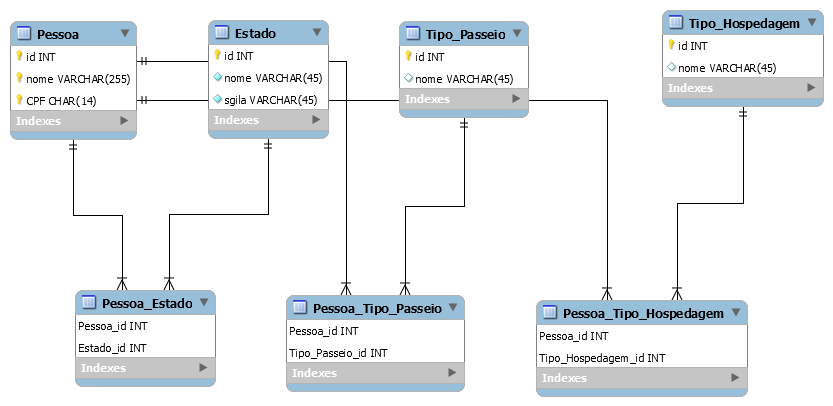 Pessoa
id INT
nome VARCHAR(255)
CPF CHAR(14)
Indexes
Estado
id INT
nome VARCHAR(45)
sgila VARCHAR(45)
Indexes
Tipo_Passeio
id INT
nome VARCHAR(45)
Indexes
Tipo_Hospedagem
id INT
nome VARCHAR(45)
Indexes
Pessoa_Estado
Pessoa_id INT
Estado_id INT
Indexes
Pessoa_Tipo_Passeio
Pessoa_id INT
Tipo_Passeio_id INT
Indexes
Pessoa_Tipo_Hospedagem
Pessoa_id INT
Tipo_Hospedagem_id INT
Indexes